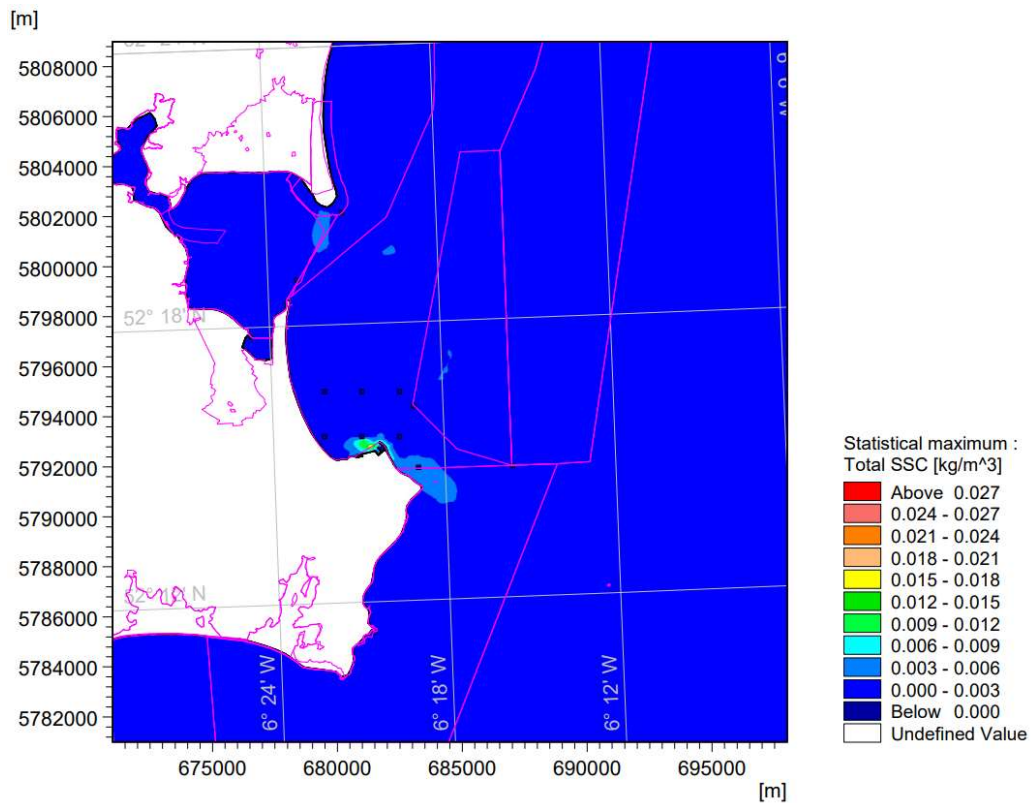 [m]
5808000
5806000
5804000
5802000
5800000
5798000
5796000
5794000
5792000
5790000
5788000
5786000
5784000
5782000
52° 18' N
6° 24' W
6° 18' W
6° 12' W
675000 680000 685000 690000 695000
[m]
Statistical maximum :
Total SSC [kg/m^3]
Above 0.027
0.024 - 0.027
0.021 - 0.024
0.018 - 0.021
0.015 - 0.018
0.012 - 0.015
0.009 - 0.012
0.006 - 0.009
0.003 - 0.006
0.000 - 0.003
Below 0.000
Undefined Value